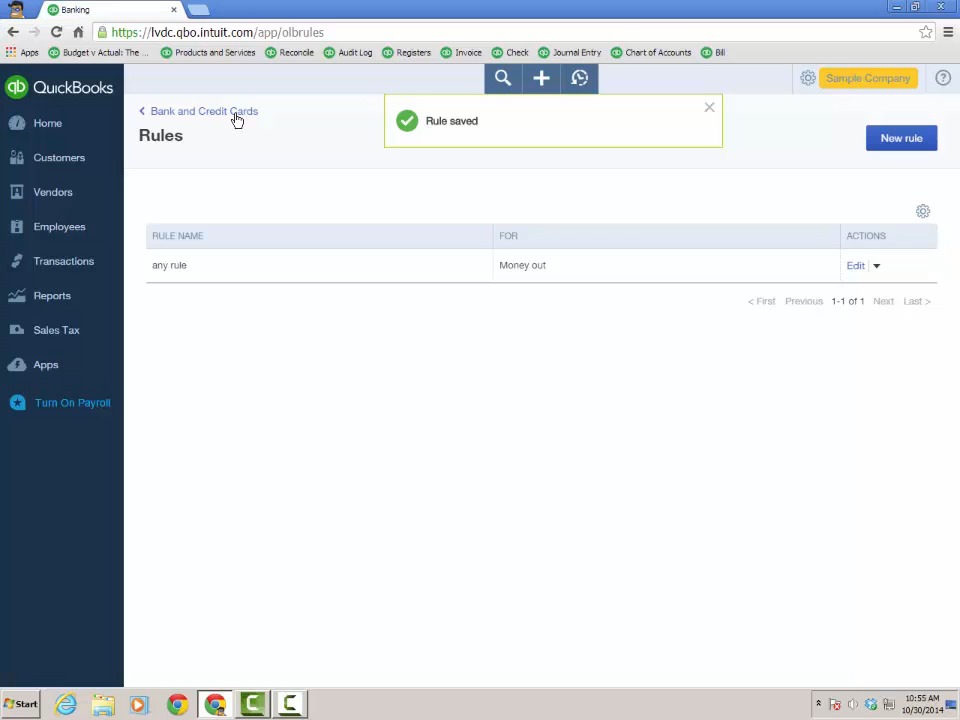 Banking
https://lvdc.qbo.intuit.com/app/olbrules
Apps Budget v Actual: The ... Products and Services Reconcile Audit Log Registers Invoice Check Journal Entry Chart of Accounts Bill
qb QuickBooks
Sample Company
Home
Customers
Vendors
Employees
Transactions
Reports
Sales Tax
Apps
Turn On Payroll
Bank and Credit Cards
Rules
Rule saved
New rule
RULE NAME FOR ACTIONS
any rule Money out Edit
< First Previous 1-1 of 1 Next Last >
Start
10:55 AM
10/30/2014